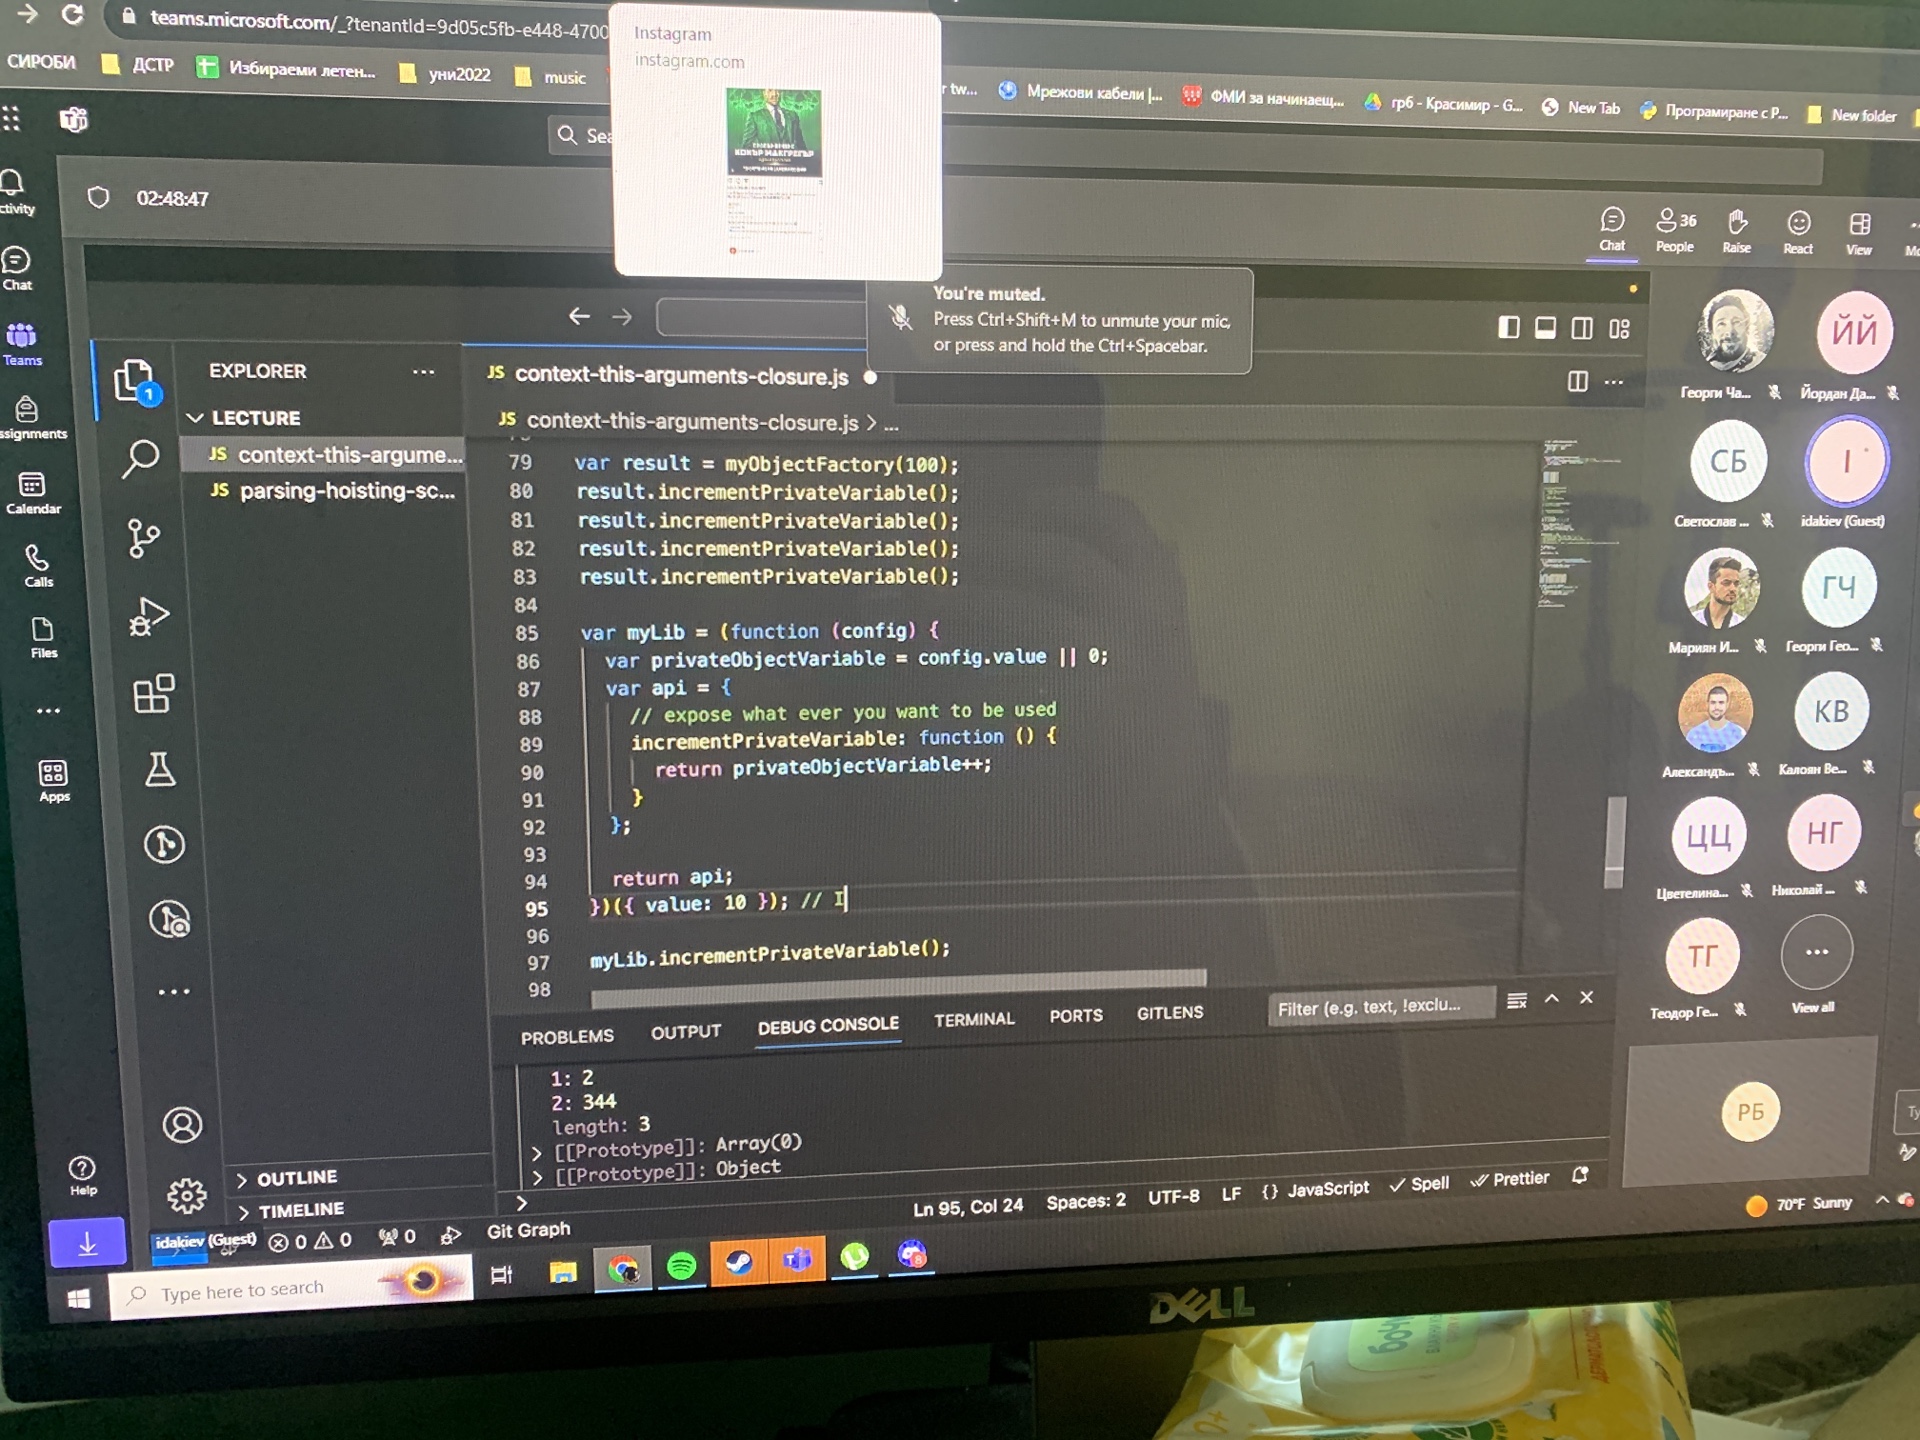 teams.microsoft.com/_?tenantId=9d05c5fb-e448-4700
Instagram
instagram.com
СИРОБИ
ДСТР
Избираеми летен...
уни2022
music
r tw...
Мрежови кабели |...
ФМИ за начинаещ...
грб - Красимир - G...
New Tab
Програмиране с P...
New folder
КОНЪР МАКГРЕГЪР
Sea
02:48:47
Chat
36
People
Raise
React
View
You're muted.
Press Ctrl+Shift+M to unmute your mic,
or press and hold the Ctrl+Spacebar.
ctivity
Chat
Teams
ssignments
Calendar
Calls
Files
Apps
Help
1
EXPLORER
LECTURE
JS context-this-argume...
JS parsing-hoisting-sc...
OUTLINE
TIMELINE
JS context-this-arguments-closure.js
JS context-this-arguments-closure.js > ...
79 var result = myObjectFactory(100);
80 result.incrementPrivateVariable();
81 result.incrementPrivateVariable();
82 result.incrementPrivateVariable();
83 result.incrementPrivateVariable();
84
85 var myLib = (function (config) {
86 var privateObjectVariable = config.value || 0;
87 var api = {
88 // expose what ever you want to be used
89 incrementPrivateVariable: function () {
90 return privateObjectVariable++;
91 }
92 };
93
94 return api;
95 })({ value: 10 }); // I
96
97 myLib.incrementPrivateVariable();
98
PROBLEMS OUTPUT DEBUG CONSOLE TERMINAL PORTS GITLENS
Filter (e.g. text, !exclu...
1: 2
2: 344
length: 3
> [[Prototype]]: Array(0)
> [[Prototype]]: Object
>
idakiev (Guest)
0 0 0
Git Graph
Ln 95, Col 24 Spaces: 2 UTF-8 LF {} JavaScript Spell Prettier
Георги Ча...
ЙЙ
Йордан Да...
СБ
Светослав ...
I
idakiev (Guest)
Мариян И...
ГЧ
Георги Гео...
Александъ...
КВ
Калоян Ве...
ЦЦ
Цветелина...
НГ
Николай ...
ТГ
Теодор Ге...
View all
РБ
Ty
70°F Sunny
Type here to search
8
DELL
бочк
0+